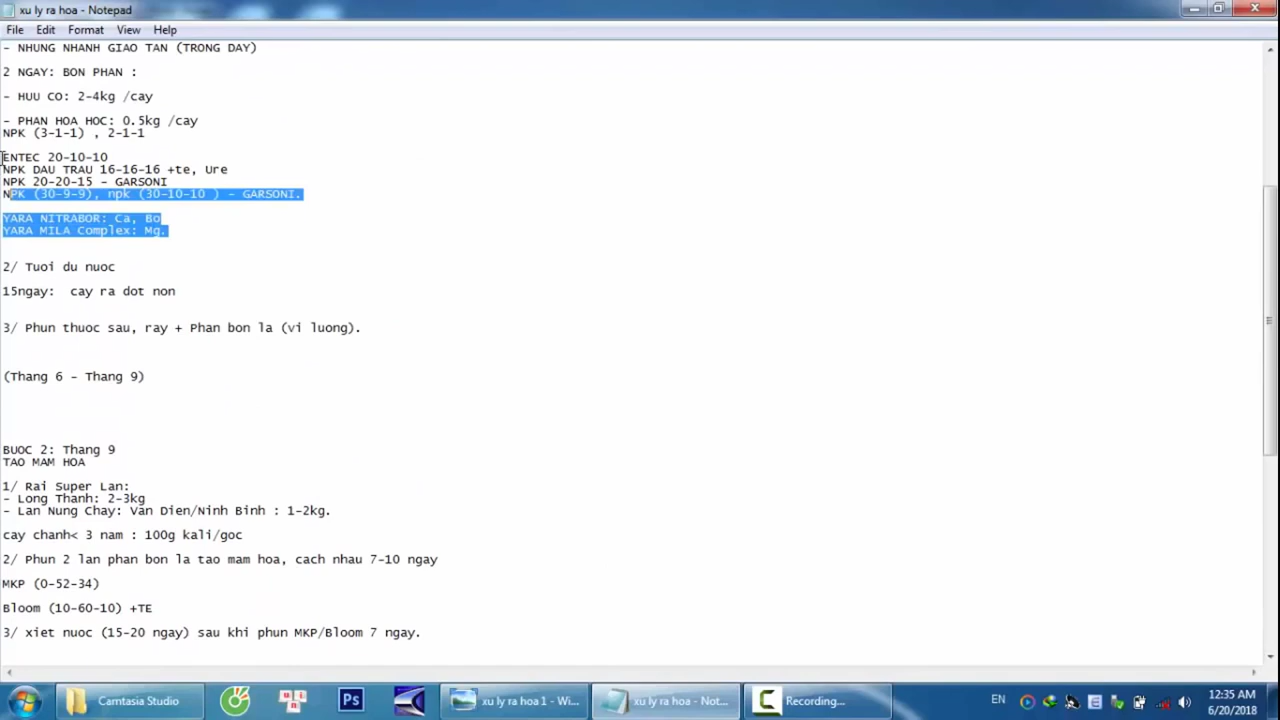 xu ly ra hoa - Notepad
File Edit Format View Help
- NHUNG NHANH GIAO TAN (TRONG DAY)
2 NGAY: BON PHAN :
- HUU CO: 2-4kg /cay
- PHAN HOA HOC: 0.5kg /cay
NPK (3-1-1) , 2-1-1
ENTEC 20-10-10
NPK DAU TRAU 16-16-16 +te, Ure
NPK 20-20-15 - GARSONI
NPK (30-9-9), npk (30-10-10 ) - GARSONI.
YARA NITRABOR: Ca, Bo
YARA MILA Complex: Mg.
2/ Tuoi du nuoc
15ngay:  cay ra dot non
3/ Phun thuoc sau, ray + Phan bon la (vi luong).
(Thang 6 - Thang 9)
BUOC 2: Thang 9
TAO MAM HOA
1/ Rai Super Lan:
- Long Thanh: 2-3kg
- Lan Nung Chay: Van Dien/Ninh Binh : 1-2kg.
cay chanh< 3 nam : 100g kali/goc
2/ Phun 2 lan phan bon la tao mam hoa, cach nhau 7-10 ngay
MKP (0-52-34)
Bloom (10-60-10) +TE
3/ xiet nuoc (15-20 ngay) sau khi phun MKP/Bloom 7 ngay.
Camtasia Studio
Ps
xu ly ra hoa 1 - Wi...
xu ly ra hoa - Not...
Recording...
EN
12:35 AM
6/20/2018